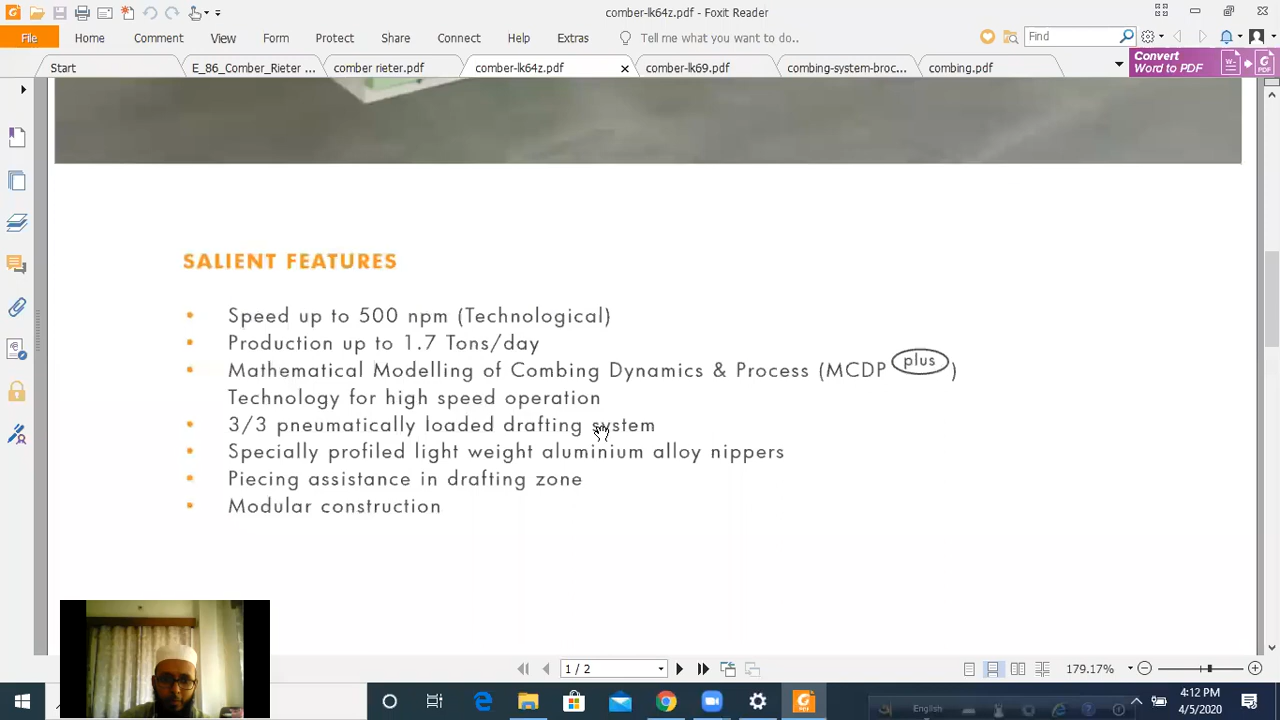 comber-lk64z.pdf - Foxit Reader
File Home Comment View Form Protect Share Connect Help Extras Tell me what you want to do.. Find
Start E_86_Comber_Rieter ... comber rieter.pdf comber-lk64z.pdf comber-lk69.pdf combing-system-broc... combing.pdf
Convert
Word to PDF
SALIENT FEATURES
• Speed up to 500 npm (Technological)
• Production up to 1.7 Tons/day
• Mathematical Modelling of Combing Dynamics & Process (MCDP plus )
Technology for high speed operation
• 3/3 pneumatically loaded drafting system
• Specially profiled light weight aluminium alloy nippers
• Piecing assistance in drafting zone
• Modular construction
1 / 2 179.17%
English
4:12 PM
4/5/2020